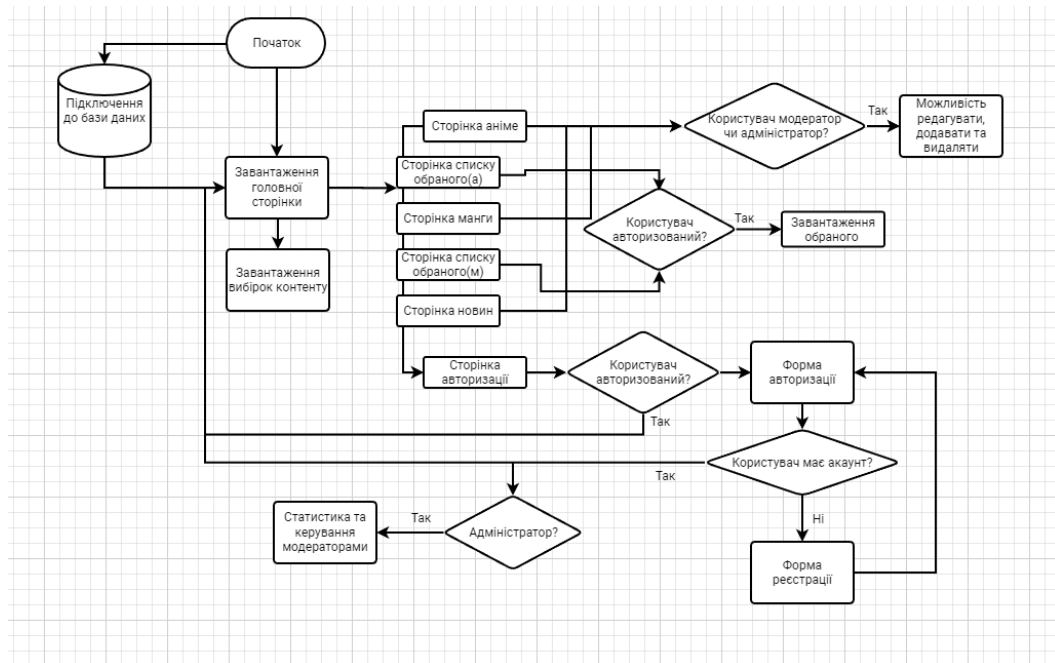 Початок
Підключення
до бази даних
Завантаження
головної
сторінки
Завантаження
вибірок контенту
Сторінка аніме
Сторінка списку
обраного(а)
Сторінка манги
Сторінка списку
обраного(м)
Сторінка новин
Сторінка
авторизації
Користувач модератор
чи адміністратор?
Так
Можливість
редагувати,
додавати та
видаляти
Користувач
авторизований?
Так
Завантаження
обраного
Користувач
авторизований?
Так
Форма
авторизації
Користувач має акаунт?
Так
Ні
Форма
реєстрації
Адміністратор?
Так
Статистика та
керування
модераторами